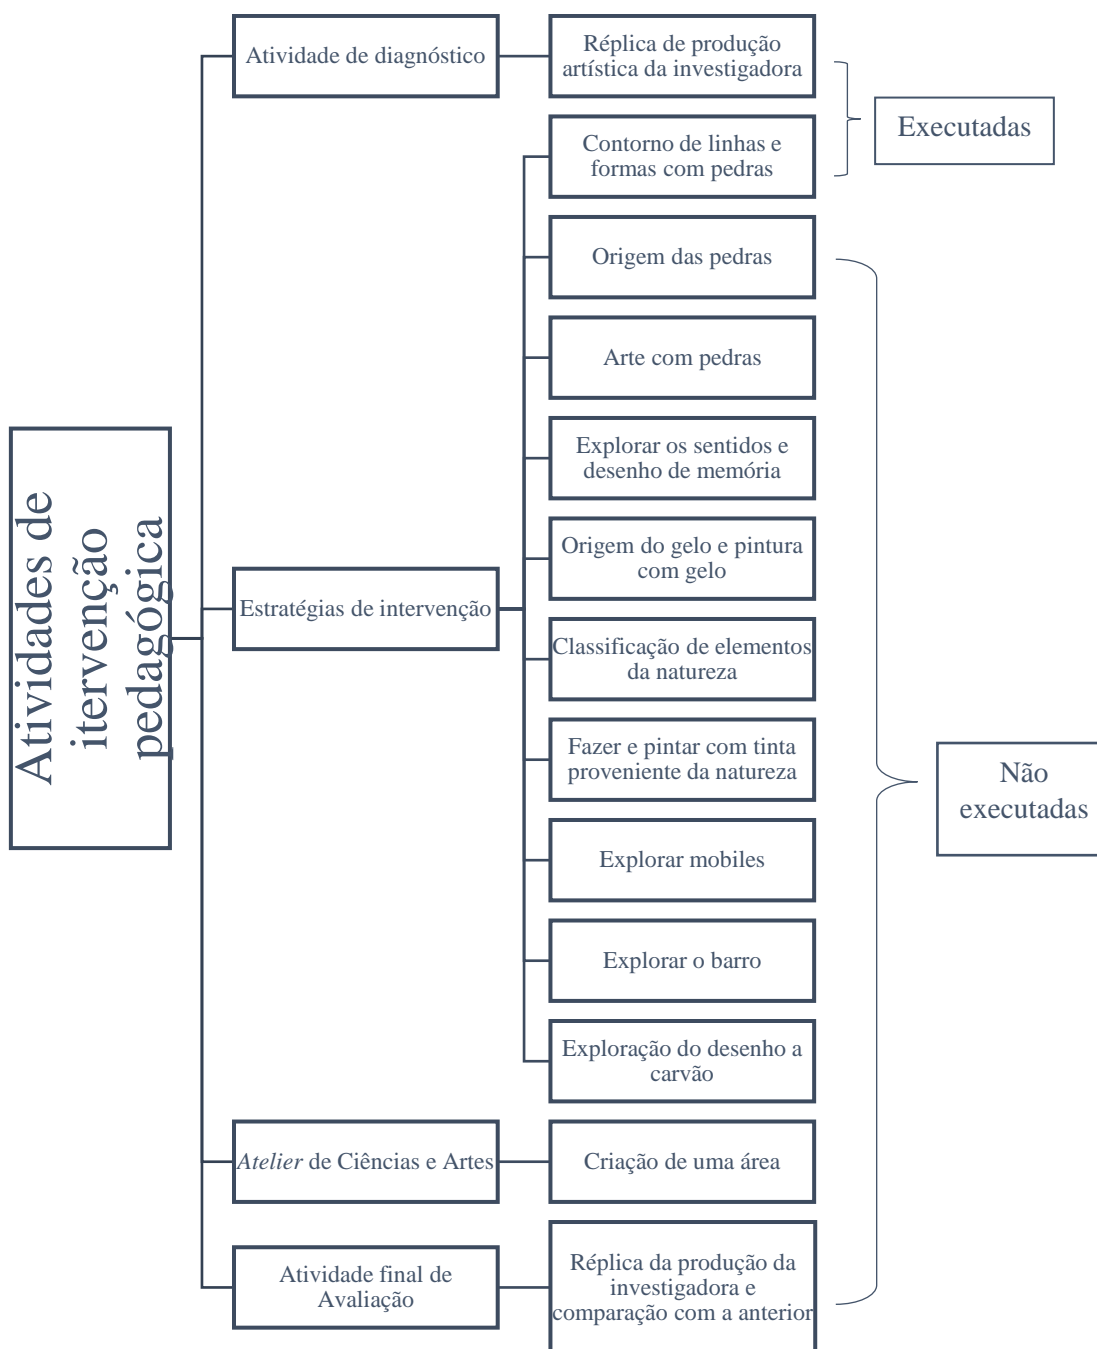 Atividades de
itervenção
pedagógica
Atividade de diagnóstico
Réplica de produção
artística da investigadora
Executadas
Estratégias de intervenção
Contorno de linhas e
formas com pedras
Origem das pedras
Arte com pedras
Explorar os sentidos e
desenho de memória
Origem do gelo e pintura
com gelo
Classificação de elementos
da natureza
Fazer e pintar com tinta
proveniente da natureza
Explorar mobiles
Explorar o barro
Exploração do desenho a
carvão
Não
executadas
Atelier de Ciências e Artes
Criação de uma área
Atividade final de
Avaliação
Réplica da produção da
investigadora e
comparação com a anterior